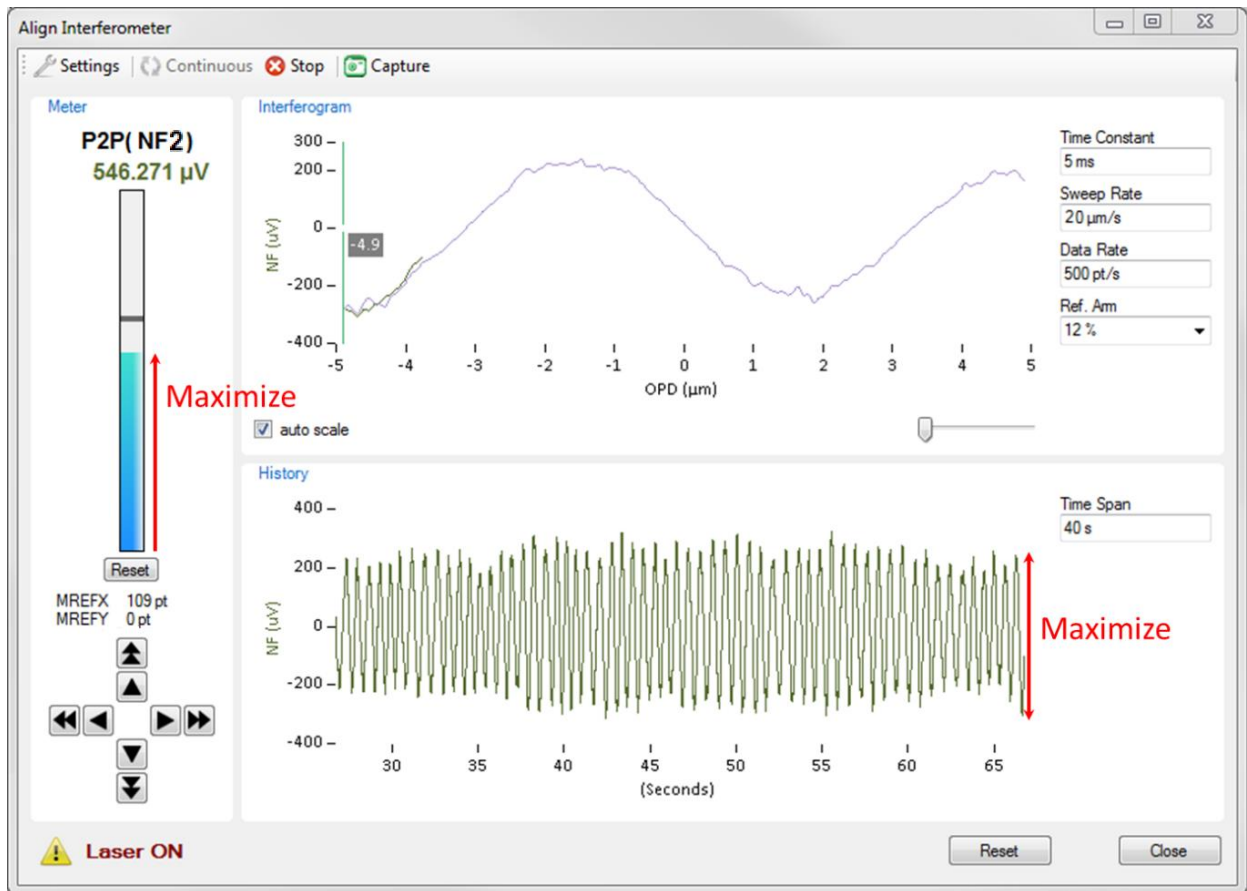 Align Interferometer
Settings Continuous Stop Capture
Meter
P2P( NF2)
546.271 µV
Maximize
Reset
MREFX 109 pt
MREFY 0 pt
Interferogram
300
200
0
-200
-400
NF (uV)
-4.9
-5 -4 -3 -2 -1 0 1 2 3 4 5
OPD (µm)
auto scale
Time Constant
5 ms
Sweep Rate
20 µm/s
Data Rate
500 pt/s
Ref. Arm
12 %
History
400
200
0
-200
-400
NF (uV)
30 35 40 45 50 55 60 65
(Seconds)
Maximize
Time Span
40 s
Laser ON
Reset Close